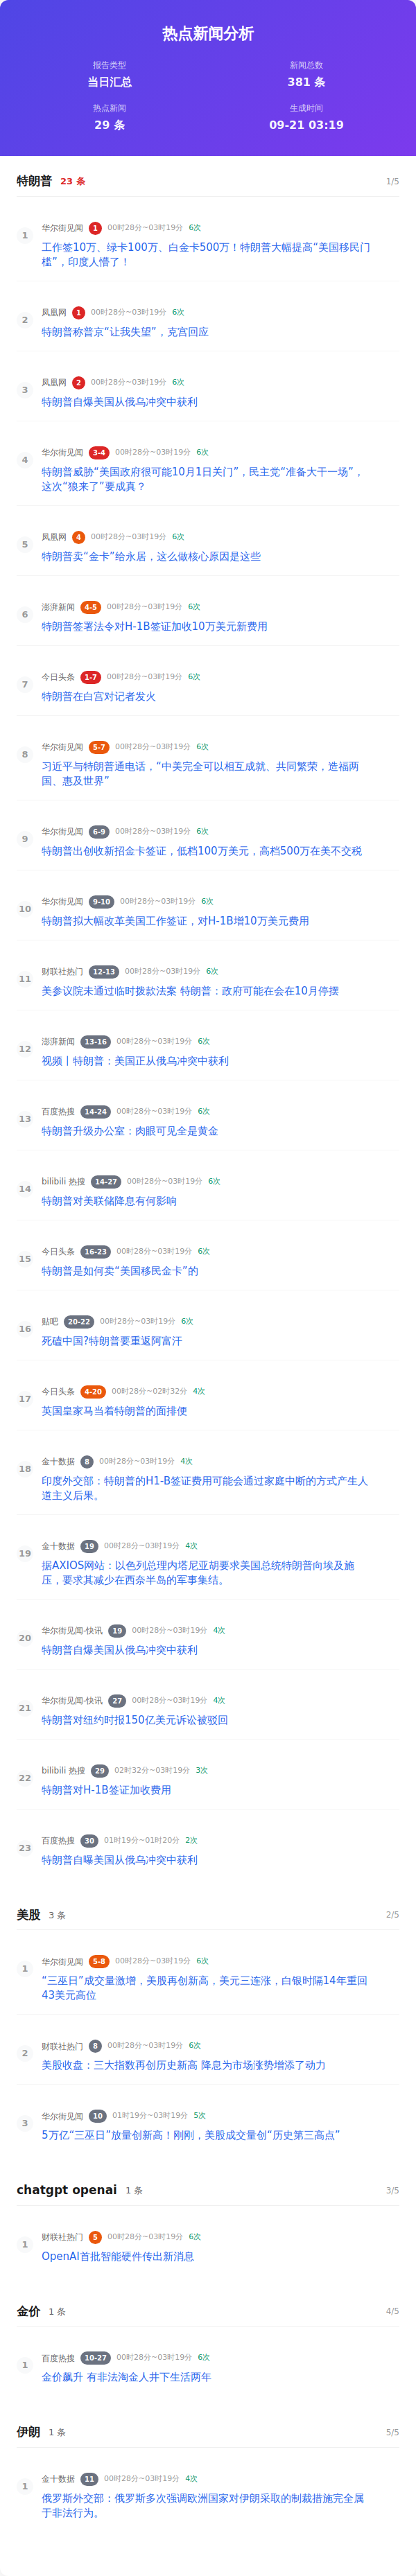 热点新闻分析
报告类型
当日汇总
新闻总数
381 条
热点新闻
29 条
生成时间
09-21 03:19
特朗普 23 条 1/5
1 华尔街见闻 1 00时28分~03时19分 6次
工作签10万、绿卡100万、白金卡500万！特朗普大幅提高“美国移民门
槛”，印度人懵了！
2 凤凰网 1 00时28分~03时19分 6次
特朗普称普京“让我失望”，克宫回应
3 凤凰网 2 00时28分~03时19分 6次
特朗普自爆美国从俄乌冲突中获利
4 华尔街见闻 3-4 00时28分~03时19分 6次
特朗普威胁“美国政府很可能10月1日关门”，民主党“准备大干一场”，
这次“狼来了”要成真？
5 凤凰网 4 00时28分~03时19分 6次
特朗普卖“金卡”给永居，这么做核心原因是这些
6 澎湃新闻 4-5 00时28分~03时19分 6次
特朗普签署法令对H-1B签证加收10万美元新费用
7 今日头条 1-7 00时28分~03时19分 6次
特朗普在白宫对记者发火
8 华尔街见闻 5-7 00时28分~03时19分 6次
习近平与特朗普通电话，“中美完全可以相互成就、共同繁荣，造福两
国、惠及世界”
9 华尔街见闻 6-9 00时28分~03时19分 6次
特朗普出创收新招金卡签证，低档100万美元，高档500万在美不交税
10 华尔街见闻 9-10 00时28分~03时19分 6次
特朗普拟大幅改革美国工作签证，对H-1B增10万美元费用
11 财联社热门 12-13 00时28分~03时19分 6次
美参议院未通过临时拨款法案 特朗普：政府可能在会在10月停摆
12 澎湃新闻 13-16 00时28分~03时19分 6次
视频丨特朗普：美国正从俄乌冲突中获利
13 百度热搜 14-24 00时28分~03时19分 6次
特朗普升级办公室：肉眼可见全是黄金
14 bilibili 热搜 14-27 00时28分~03时19分 6次
特朗普对美联储降息有何影响
15 今日头条 16-23 00时28分~03时19分 6次
特朗普是如何卖“美国移民金卡”的
16 贴吧 20-22 00时28分~03时19分 6次
死磕中国?特朗普要重返阿富汗
17 今日头条 4-20 00时28分~02时32分 4次
英国皇家马当着特朗普的面排便
18 金十数据 8 00时28分~03时19分 4次
印度外交部：特朗普的H1-B签证费用可能会通过家庭中断的方式产生人
道主义后果。
19 金十数据 19 00时28分~03时19分 4次
据AXIOS网站：以色列总理内塔尼亚胡要求美国总统特朗普向埃及施
压，要求其减少在西奈半岛的军事集结。
20 华尔街见闻-快讯 19 00时28分~03时19分 4次
特朗普自爆美国从俄乌冲突中获利
21 华尔街见闻-快讯 27 00时28分~03时19分 4次
特朗普对纽约时报150亿美元诉讼被驳回
22 bilibili 热搜 29 02时32分~03时19分 3次
特朗普对H-1B签证加收费用
23 百度热搜 30 01时19分~01时20分 2次
特朗普自曝美国从俄乌冲突中获利
美股 3 条 2/5
1 华尔街见闻 5-8 00时28分~03时19分 6次
“三巫日”成交量激增，美股再创新高，美元三连涨，白银时隔14年重回
43美元高位
2 财联社热门 8 00时28分~03时19分 6次
美股收盘：三大指数再创历史新高 降息为市场涨势增添了动力
3 华尔街见闻 10 01时19分~03时19分 5次
5万亿“三巫日”放量创新高！刚刚，美股成交量创“历史第三高点”
chatgpt openai 1 条 3/5
1 财联社热门 5 00时28分~03时19分 6次
OpenAI首批智能硬件传出新消息
金价 1 条 4/5
1 百度热搜 10-27 00时28分~03时19分 6次
金价飙升 有非法淘金人井下生活两年
伊朗 1 条 5/5
1 金十数据 11 00时28分~03时19分 4次
俄罗斯外交部：俄罗斯多次强调欧洲国家对伊朗采取的制裁措施完全属
于非法行为。